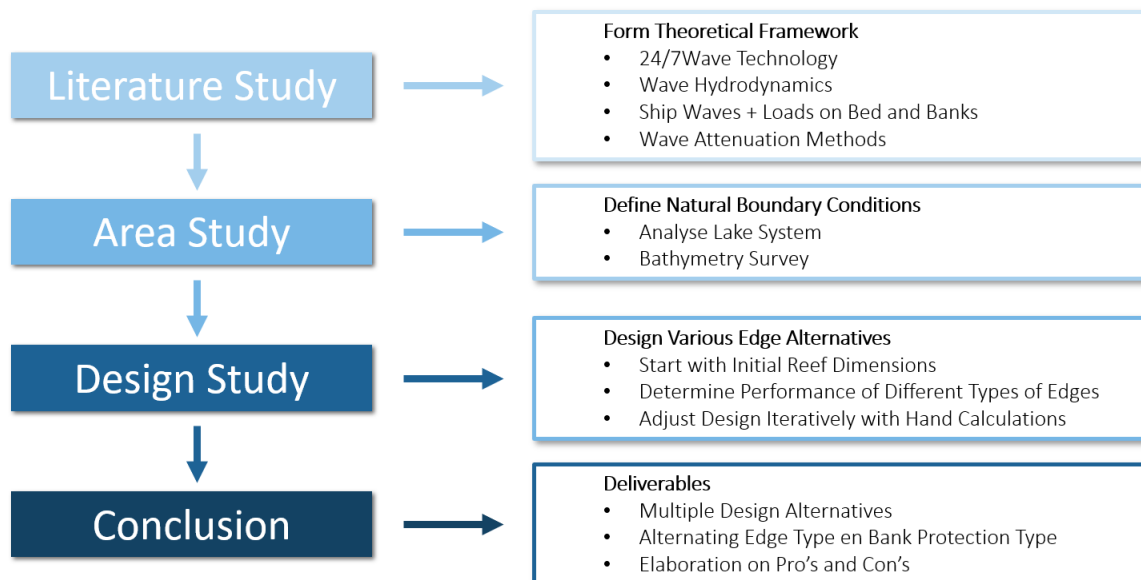 Literature Study
Form Theoretical Framework
• 24/7Wave Technology
• Wave Hydrodynamics
• Ship Waves + Loads on Bed and Banks
• Wave Attenuation Methods
Area Study
Define Natural Boundary Conditions
• Analyse Lake System
• Bathymetry Survey
Design Study
Design Various Edge Alternatives
• Start with Initial Reef Dimensions
• Determine Performance of Different Types of Edges
• Adjust Design Iteratively with Hand Calculations
Conclusion
Deliverables
• Multiple Design Alternatives
• Alternating Edge Type en Bank Protection Type
• Elaboration on Pro's and Con's